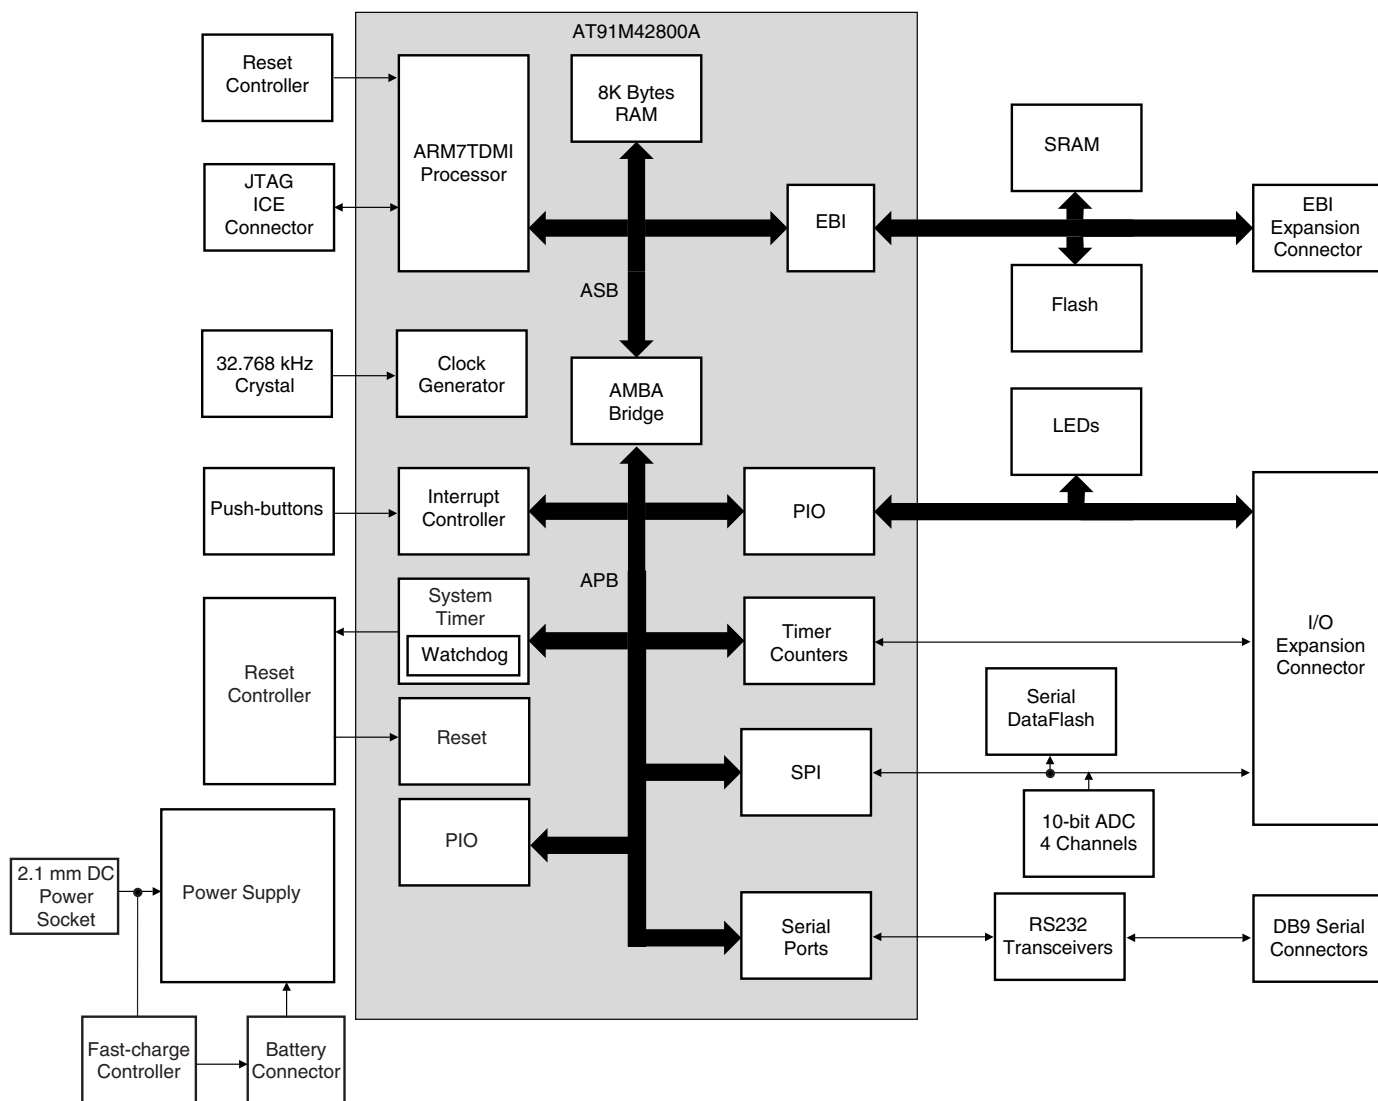 AT91M42800A
Reset
Controller
8K Bytes
RAM
ARM7TDMI
Processor
SRAM
JTAG
ICE
Connector
EBI
EBI
Expansion
Connector
ASB
Flash
32.768 kHz
Crystal
Clock
Generator
AMBA
Bridge
LEDs
Push-buttons
Interrupt
Controller
PIO
APB
System
Timer
Watchdog
Timer
Counters
I/O
Expansion
Connector
Reset
Controller
Serial
DataFlash
Reset
SPI
10-bit ADC
4 Channels
PIO
2.1 mm DC
Power
Socket
Power Supply
Serial
Ports
RS232
Transceivers
DB9 Serial
Connectors
Fast-charge
Controller
Battery
Connector